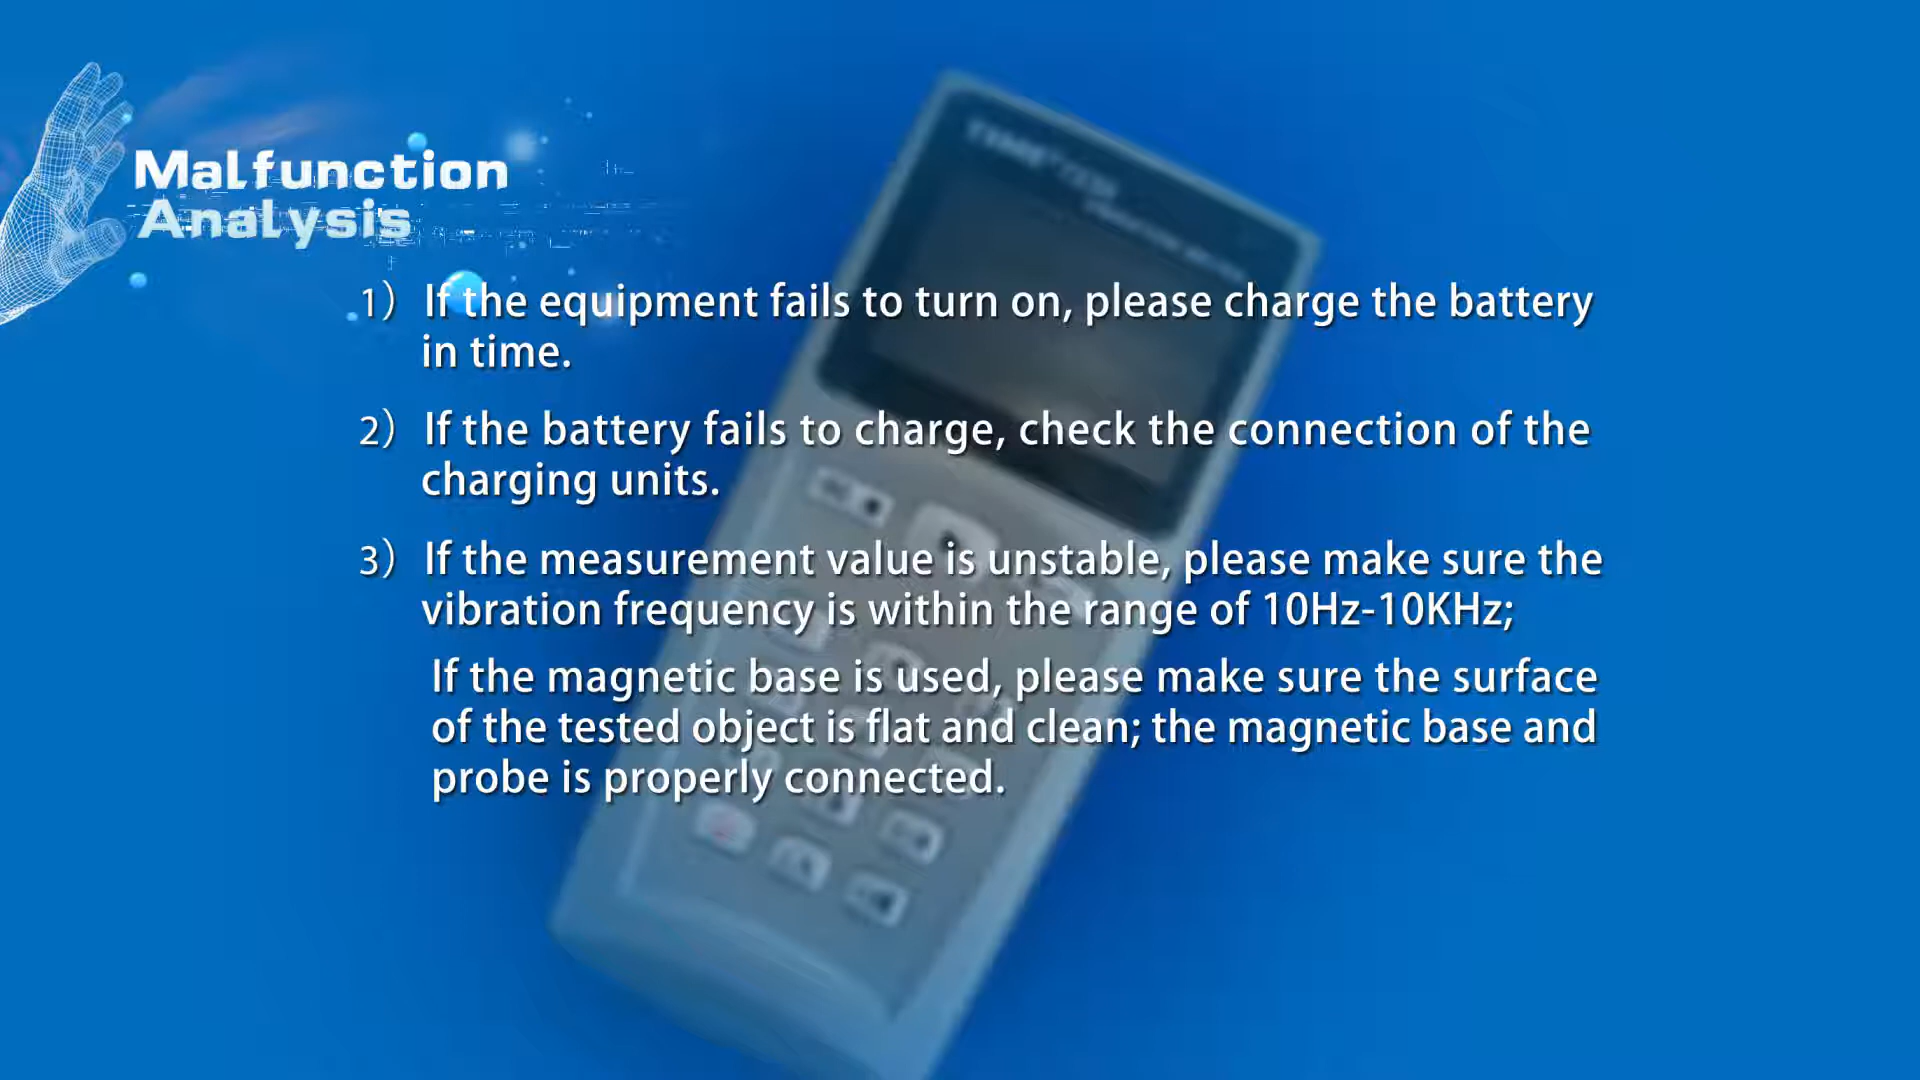 Malfunction
Analysis
1) If the equipment fails to turn on, please charge the battery
in time.
2) If the battery fails to charge, check the connection of the
charging units.
3) If the measurement value is unstable, please make sure the
vibration frequency is within the range of 10Hz-10KHz;
If the magnetic base is used, please make sure the surface
of the tested object is flat and clean; the magnetic base and
probe is properly connected.
TIME